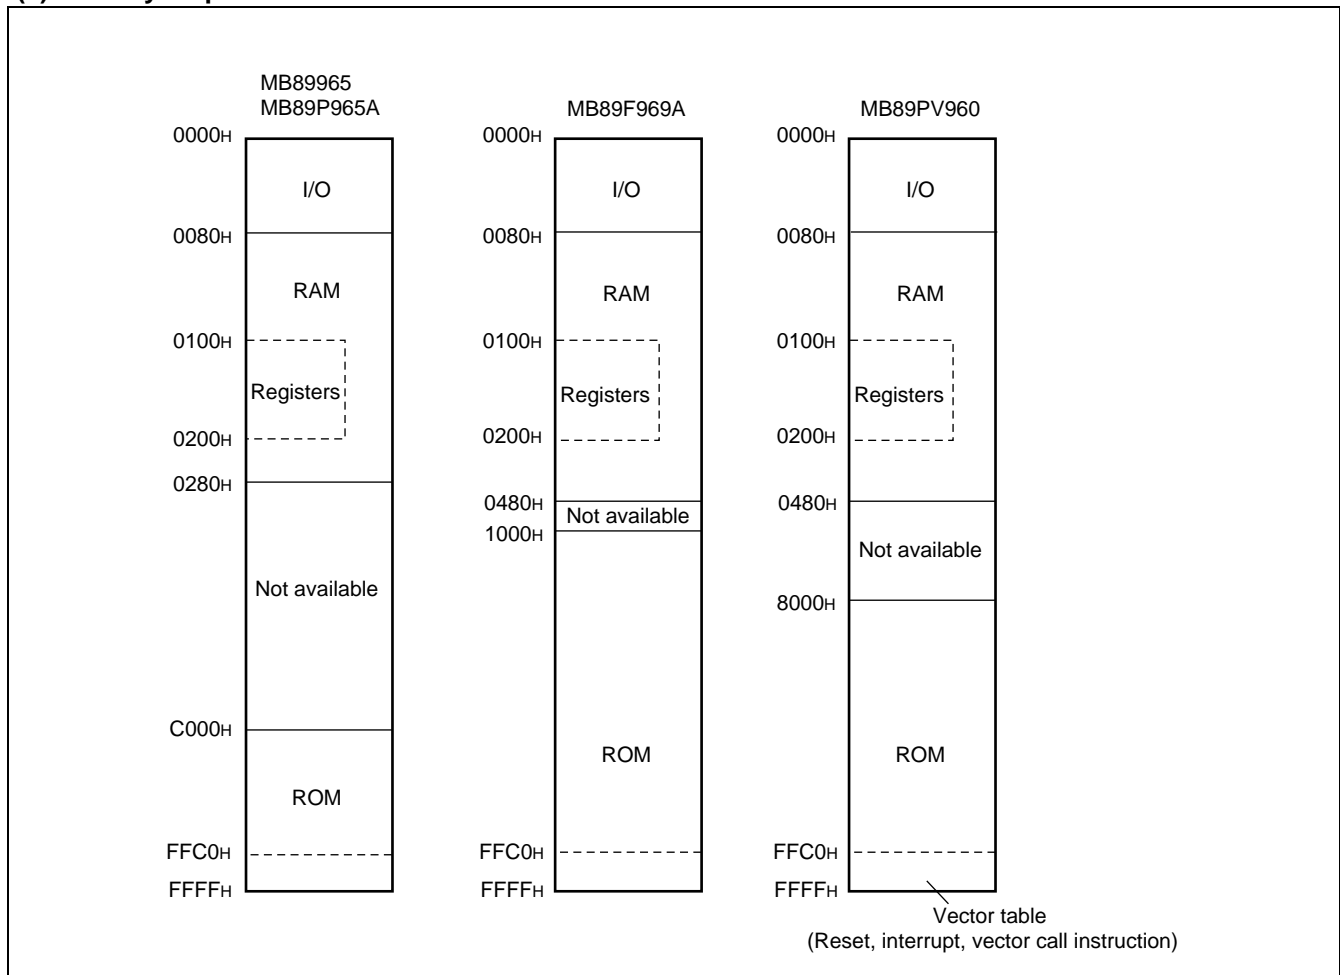 MB89965
MB89P965A
0000H
I/O
0080H
RAM
0100H
Registers
0200H
0280H
Not available
C000H
ROM
FFC0H
FFFFH
MB89F969A
0000H
I/O
0080H
RAM
0100H
Registers
0200H
0480H
Not available
1000H
ROM
FFC0H
FFFFH
MB89PV960
0000H
I/O
0080H
RAM
0100H
Registers
0200H
0480H
Not available
8000H
ROM
FFC0H
FFFFH
Vector table
(Reset, interrupt, vector call instruction)